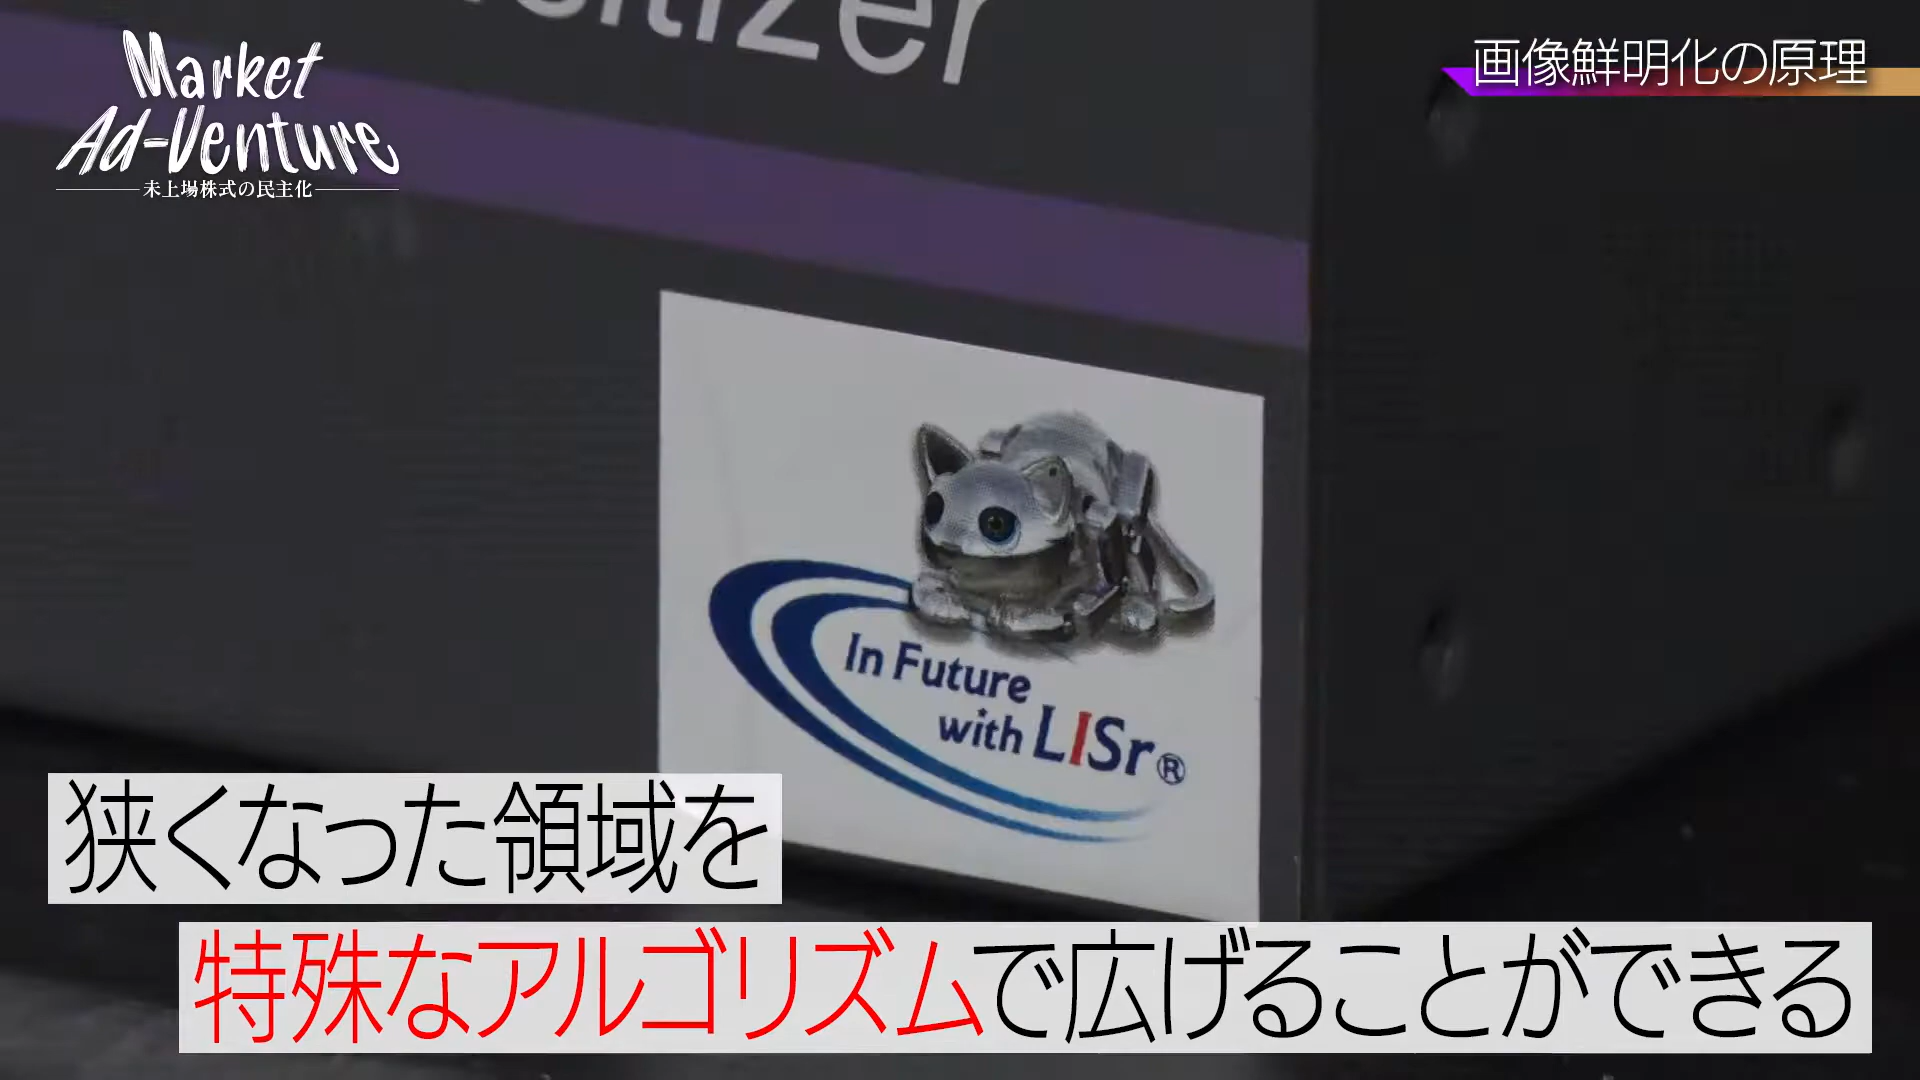 Market
Ad-Venture
未上場株式の民主化
画像鮮明化の原理
In Future
with LISr®
狭くなった領域を
特殊なアルゴリズムで広げることができる